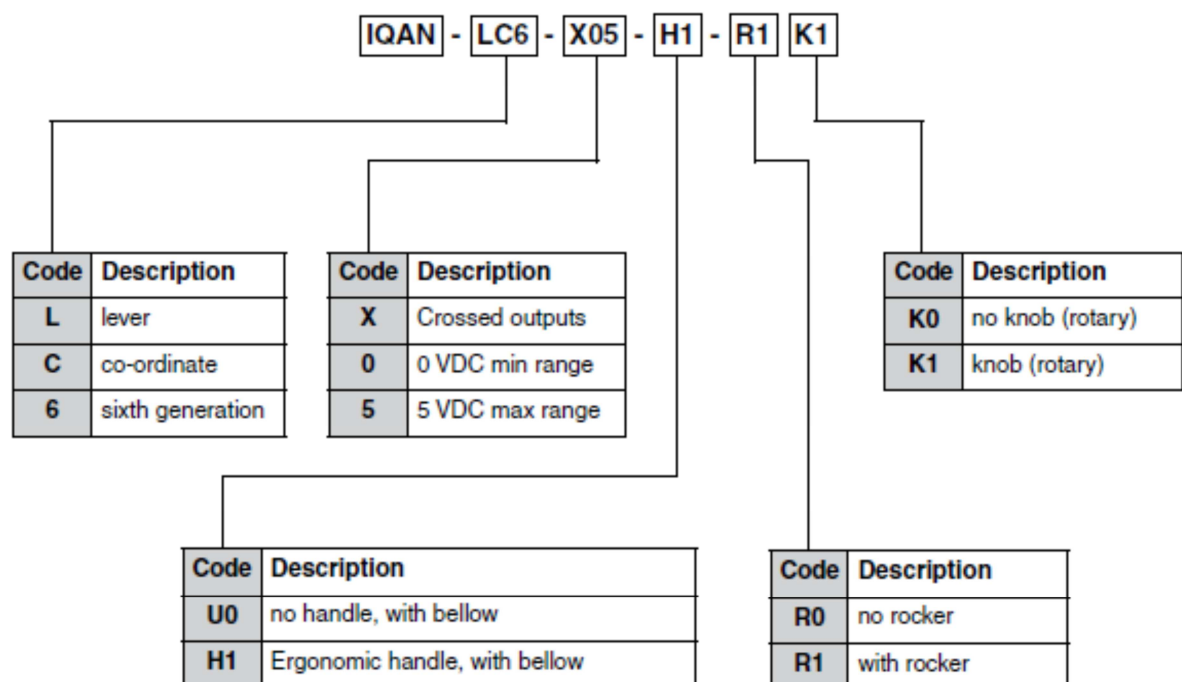 IQAN - LC6 - X05 - H1 - R1 K1
Code Description
L lever
C co-ordinate
6 sixth generation
Code Description
X Crossed outputs
0 0 VDC min range
5 5 VDC max range
Code Description
K0 no knob (rotary)
K1 knob (rotary)
Code Description
U0 no handle, with bellow
H1 Ergonomic handle, with bellow
Code Description
R0 no rocker
R1 with rocker